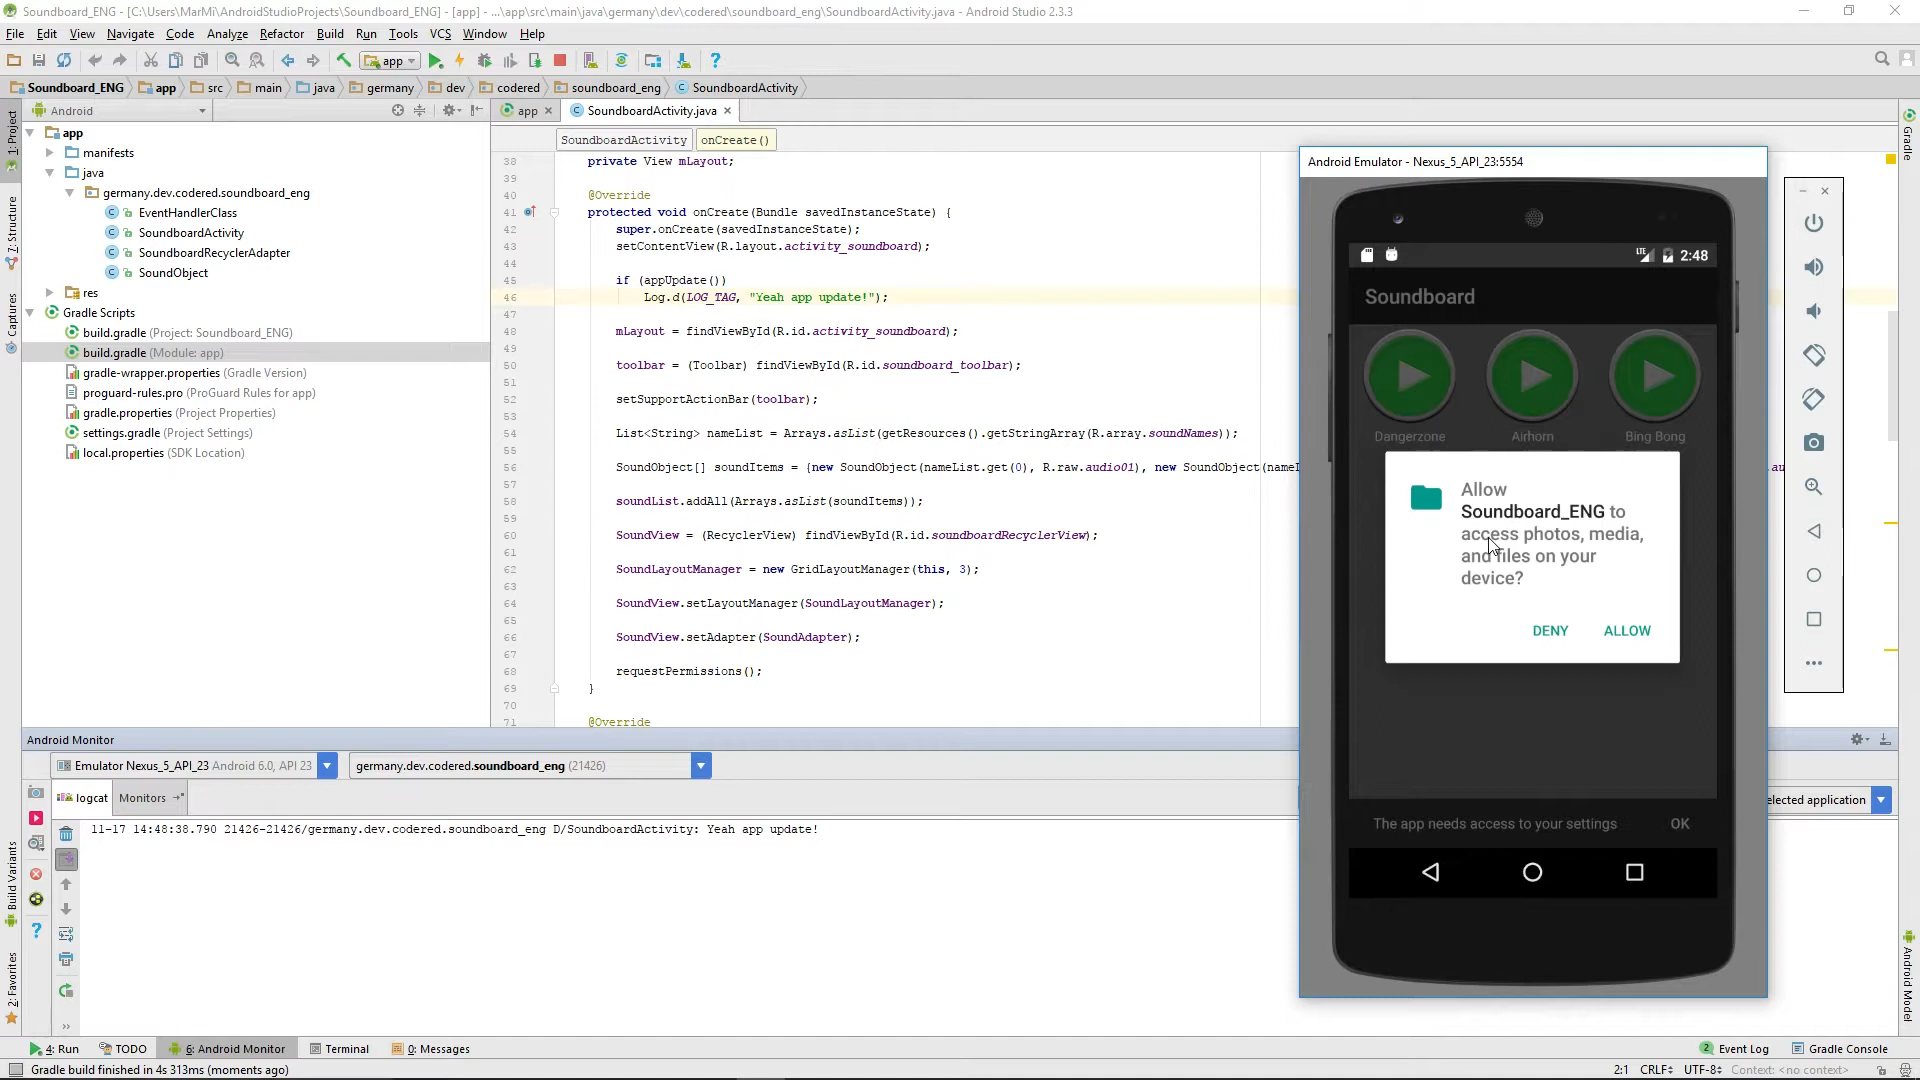 Soundboard_ENG - [C:\Users\MarMi\AndroidStudioProjects\Soundboard_ENG] - [app] - ...\app\src\main\java\germany\dev\codered\soundboard_eng\SoundboardActivity.java - Android Studio 2.3.3
File Edit View Navigate Code Analyze Refactor Build Run Tools VCS Window Help
app
Soundboard_ENG app src main java germany dev codered soundboard_eng SoundboardActivity
Android
app SoundboardActivity.java
SoundboardActivity onCreate()
1: Project
7: Structure
Captures
Build Variants
2: Favorites
Gradle
Android Model
app
manifests
java
germany.dev.codered.soundboard_eng
EventHandlerClass
SoundboardActivity
SoundboardRecyclerAdapter
SoundObject
res
Gradle Scripts
build.gradle (Project: Soundboard_ENG)
build.gradle (Module: app)
gradle-wrapper.properties (Gradle Version)
proguard-rules.pro (ProGuard Rules for app)
gradle.properties (Project Properties)
settings.gradle (Project Settings)
local.properties (SDK Location)
38 private View mLayout;
39
40 @Override
41 protected void onCreate(Bundle savedInstanceState) {
42 super.onCreate(savedInstanceState);
43 setContentView(R.layout.activity_soundboard);
44
45 if (appUpdate())
46 Log.d(LOG_TAG, "Yeah app update!");
47
48 mLayout = findViewById(R.id.activity_soundboard);
49
50 toolbar = (Toolbar) findViewById(R.id.soundboard_toolbar);
51
52 setSupportActionBar(toolbar);
53
54 List<String> nameList = Arrays.asList(getResources().getStringArray(R.array.soundNames));
55
56 SoundObject[] soundItems = {new SoundObject(nameList.get(0), R.raw.audio01), new SoundObject(nameL
57
58 soundList.addAll(Arrays.asList(soundItems));
59
60 SoundView = (RecyclerView) findViewById(R.id.soundboardRecyclerView);
61
62 SoundLayoutManager = new GridLayoutManager(this, 3);
63
64 SoundView.setLayoutManager(SoundLayoutManager);
65
66 SoundView.setAdapter(SoundAdapter);
67
68 requestPermissions();
69 }
70
71 @Override
Android Emulator - Nexus_5_API_23:5554
LTE 2:48
Soundboard
Dangerzone Airhorn Bing Bong
Allow
Soundboard_ENG to
access photos, media,
and files on your
device?
DENY ALLOW
The app needs access to your settings OK
Android Monitor
Emulator Nexus_5_API_23 Android 6.0, API 23 germany.dev.codered.soundboard_eng (21426)
logcat Monitors
elected application
11-17 14:48:38.790 21426-21426/germany.dev.codered.soundboard_eng D/SoundboardActivity: Yeah app update!
4: Run TODO 6: Android Monitor Terminal 0: Messages 2 Event Log Gradle Console
Gradle build finished in 4s 313ms (moments ago) 2:1 CRLF UTF-8 Context: <no context>